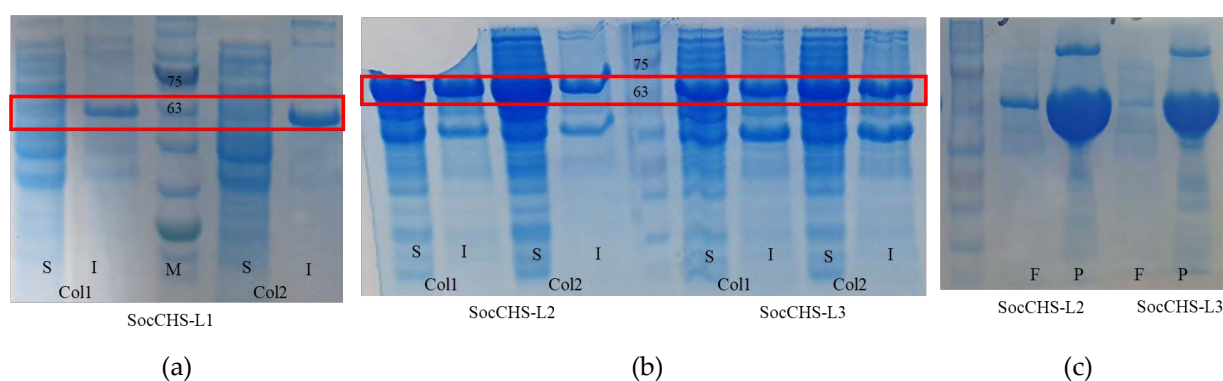 75
63
S I M S I
Col1 Col2
SocCHS-L1
(a)
75
63
S I S I S I S I
Col1 Col2 Col1 Col2
SocCHS-L2 SocCHS-L3
(b)
F P F P
SocCHS-L2 SocCHS-L3
(c)